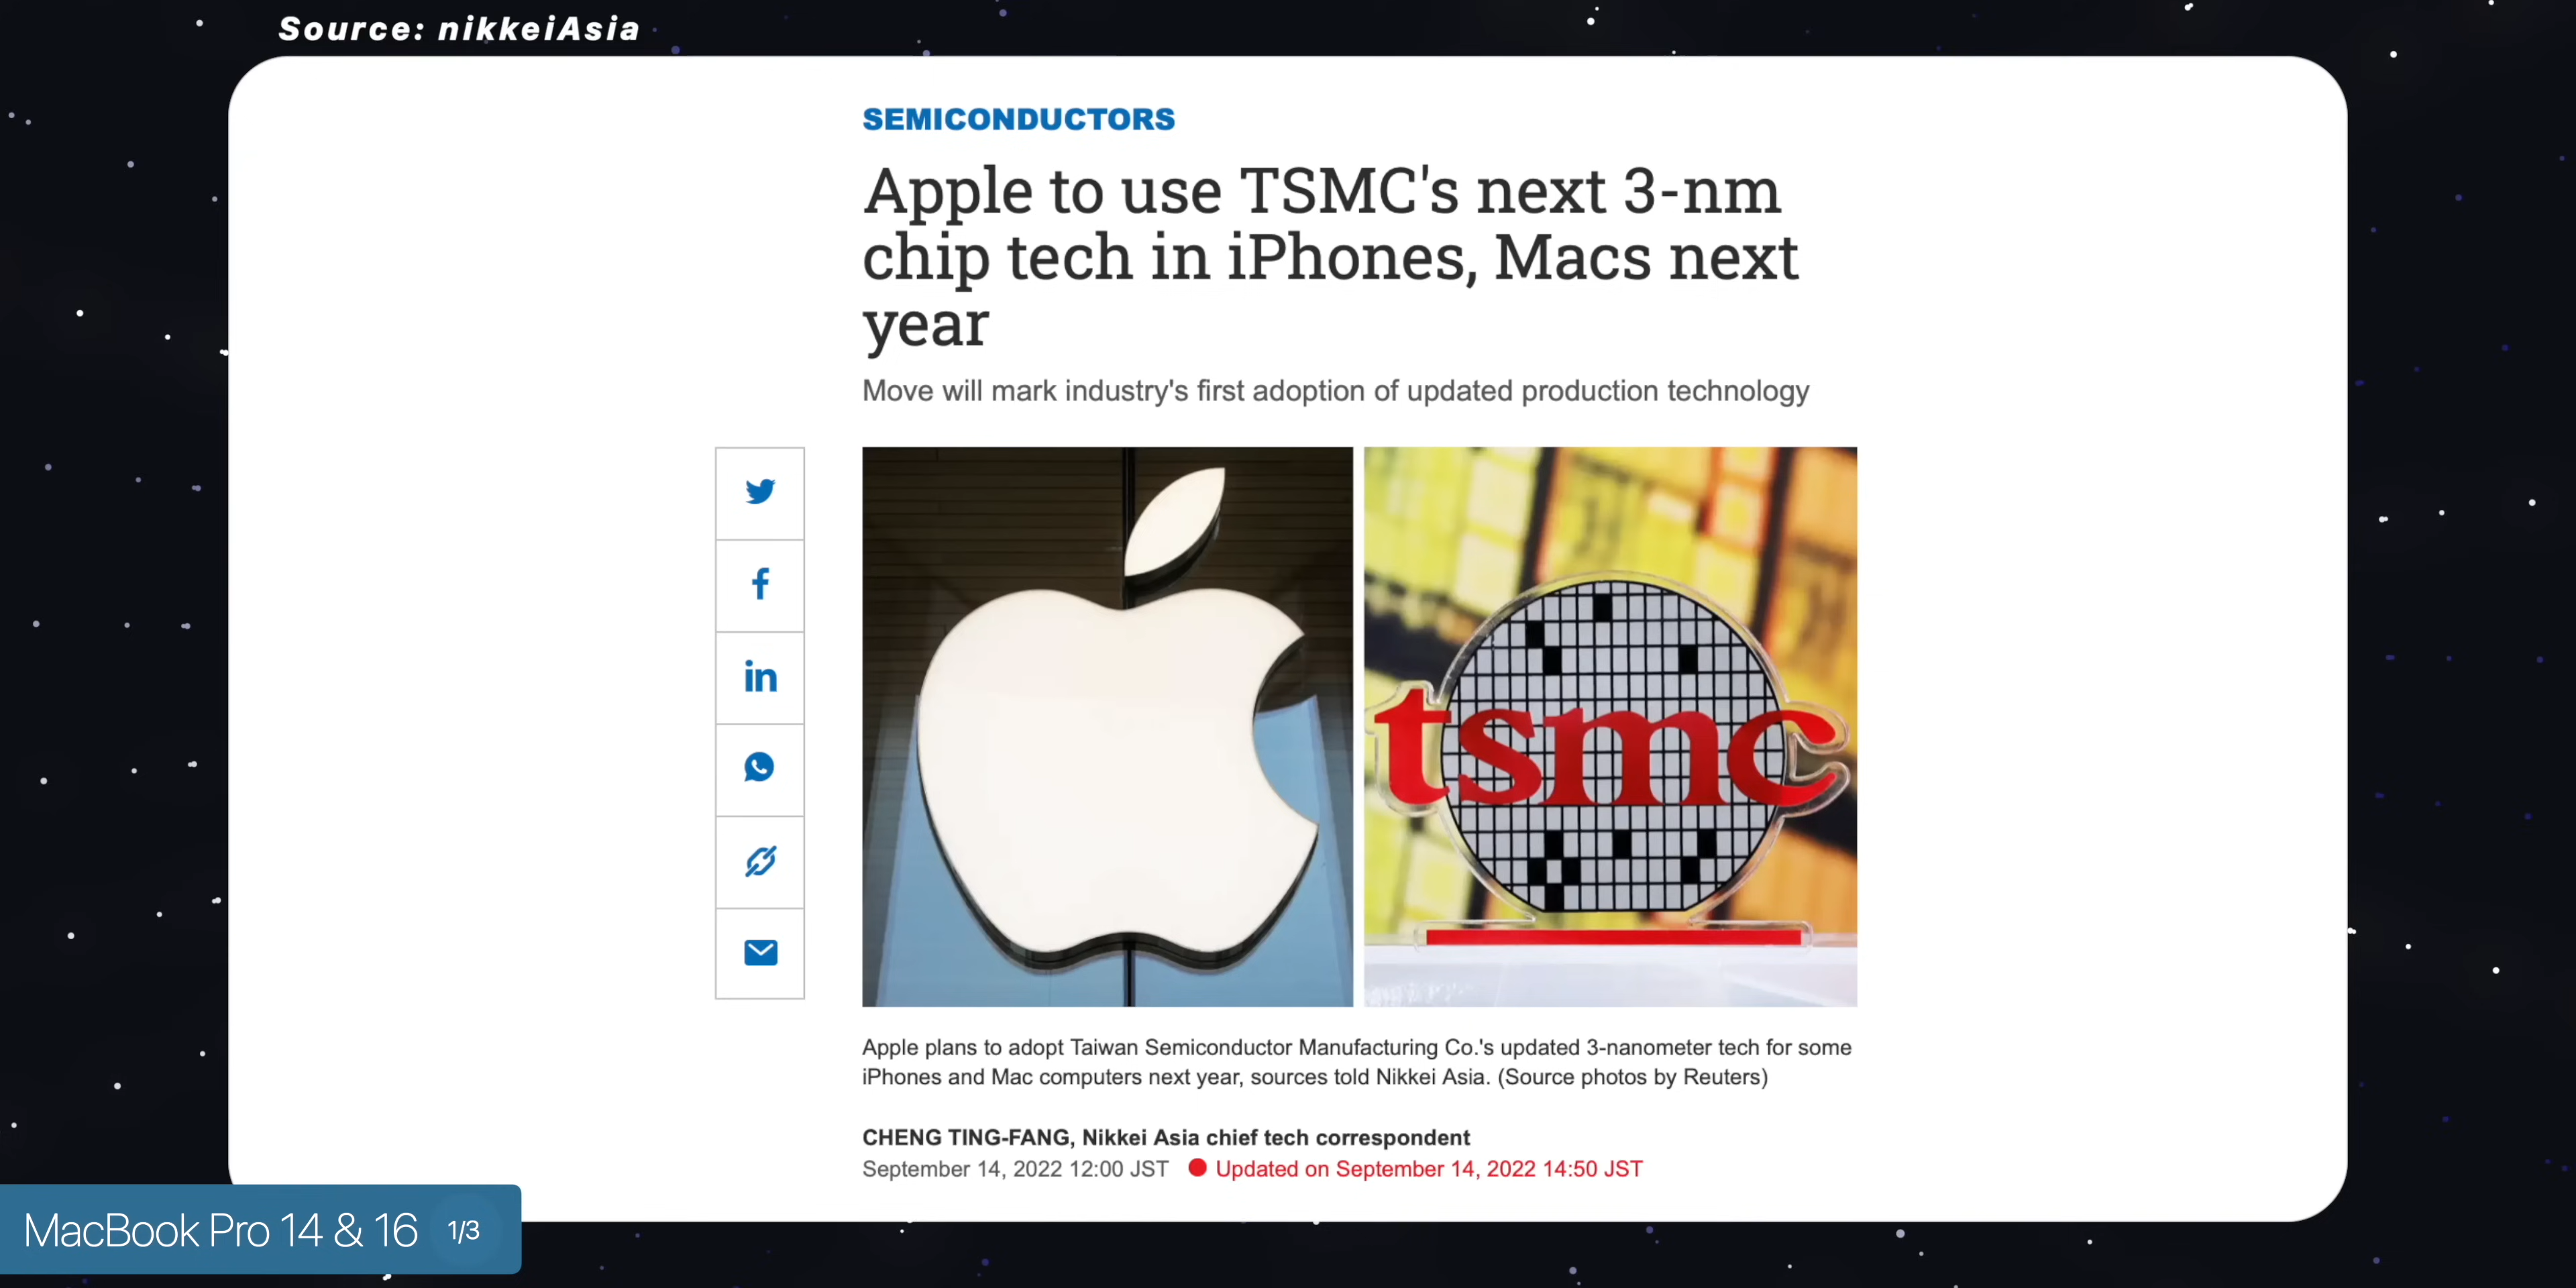 Source: nikkeiAsia
SEMICONDUCTORS
Apple to use TSMC's next 3-nm
chip tech in iPhones, Macs next
year
Move will mark industry's first adoption of updated production technology
f
in
tsmc
Apple plans to adopt Taiwan Semiconductor Manufacturing Co.'s updated 3-nanometer tech for some
iPhones and Mac computers next year, sources told Nikkei Asia. (Source photos by Reuters)
CHENG TING-FANG, Nikkei Asia chief tech correspondent
September 14, 2022 12:00 JST Updated on September 14, 2022 14:50 JST
MacBook Pro 14 & 16 1/3